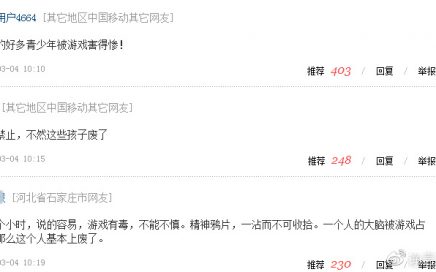 用户4664 [其它地区中国移动其它网友]
的好多青少年被游戏害得惨!
03-04 10:10 推荐 403 / 回复 / 举报
[其它地区中国移动其它网友]
禁止，不然这些孩子废了
03-04 10:15 推荐 248 / 回复 / 举报
[河北省石家庄市网友]
个小时，说的容易，游戏有毒，不能不慎。精神鸦片，一沾而不可收拾。一个人的大脑被游戏占
那么这个人基本上废了。
03-04 10:19 推荐 230 / 回复 / 举报